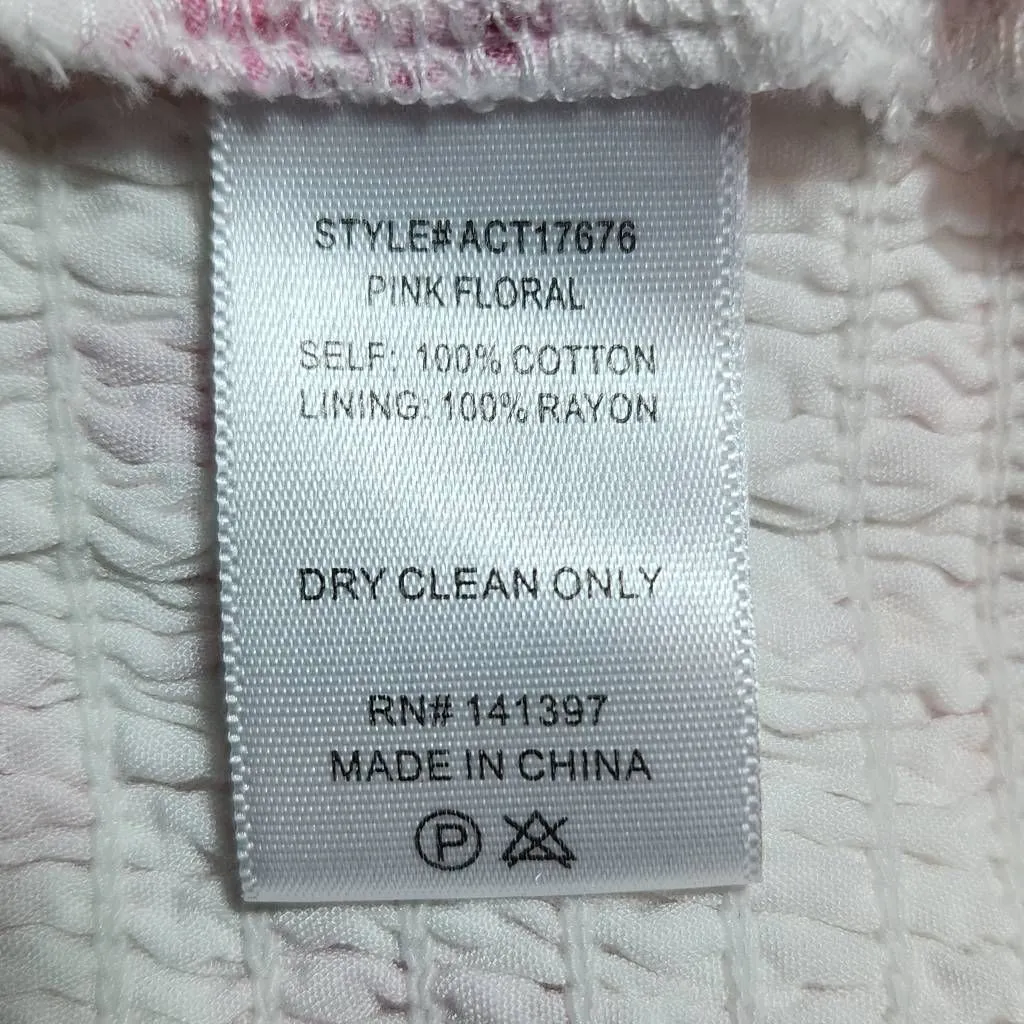 STYLE# ACT17676
PINK FLORAL
SELF: 100% COTTON
LINING: 100% RAYON
DRY CLEAN ONLY
RN# 141397
MADE IN CHINA
P